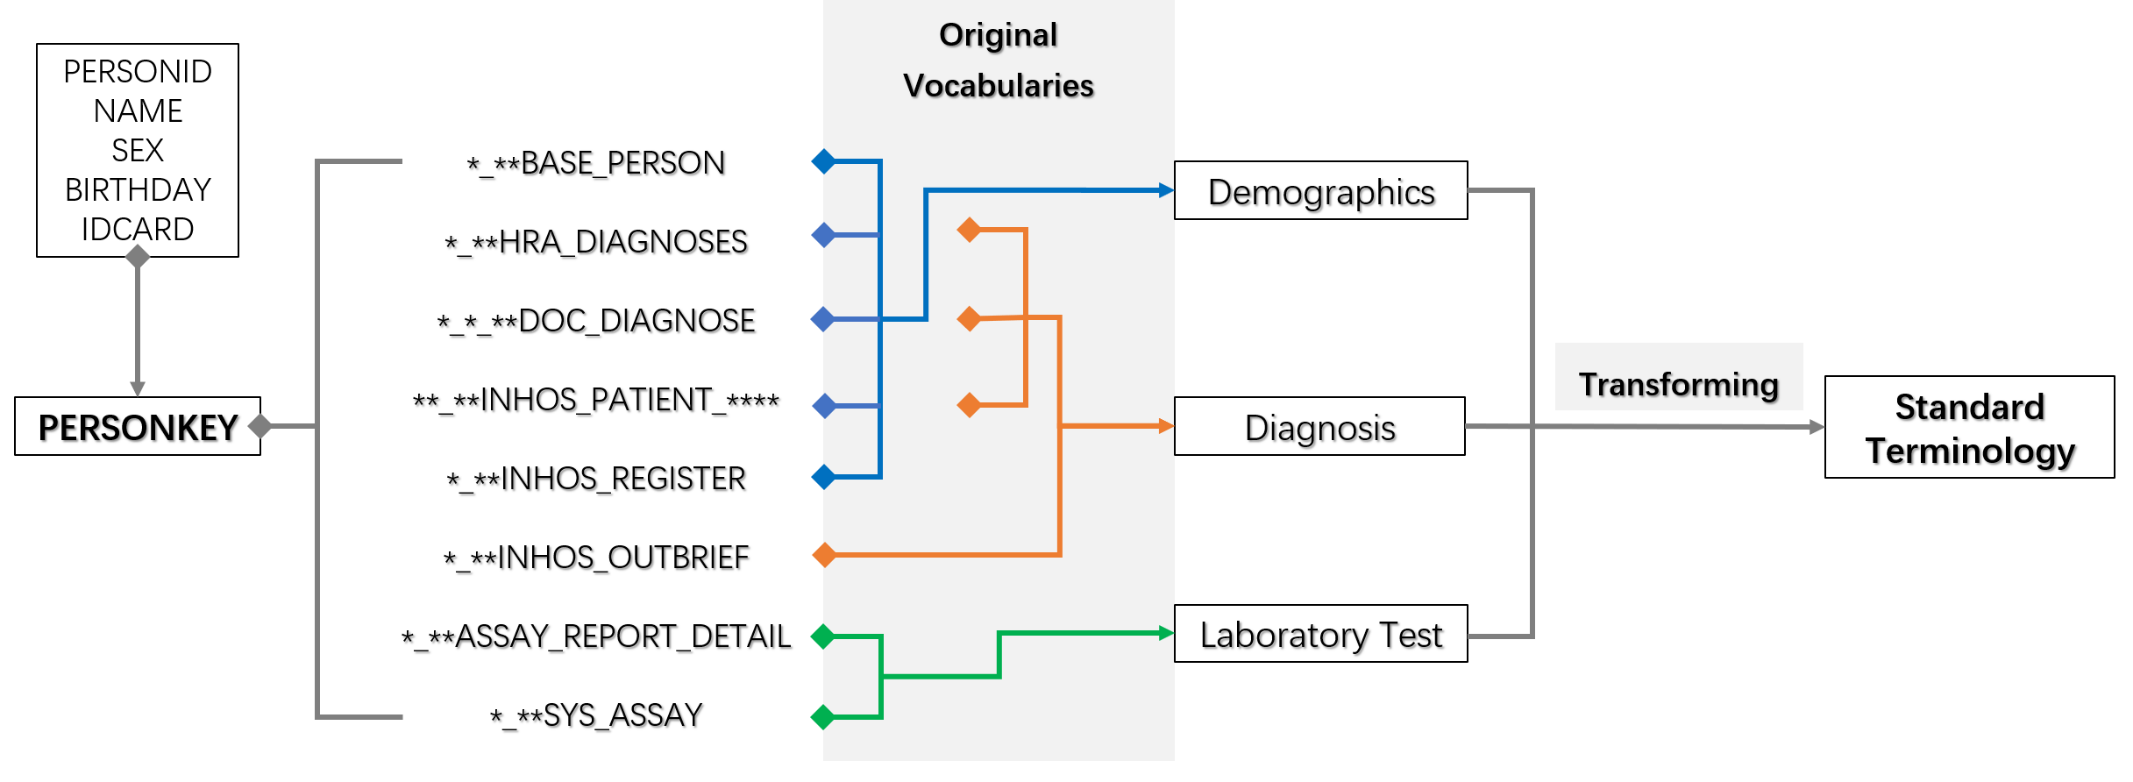 PERSONID
NAME
SEX
BIRTHDAY
IDCARD
PERSONKEY
*_**BASE_PERSON
*_**HRA_DIAGNOSES
*_*_**DOC_DIAGNOSE
**_**INHOS_PATIENT_****
*_**INHOS_REGISTER
*_**INHOS_OUTBRIEF
*_**ASSAY_REPORT_DETAIL
*_**SYS_ASSAY
Original
Vocabularies
Demographics
Diagnosis
Laboratory Test
Transforming
Standard
Terminology